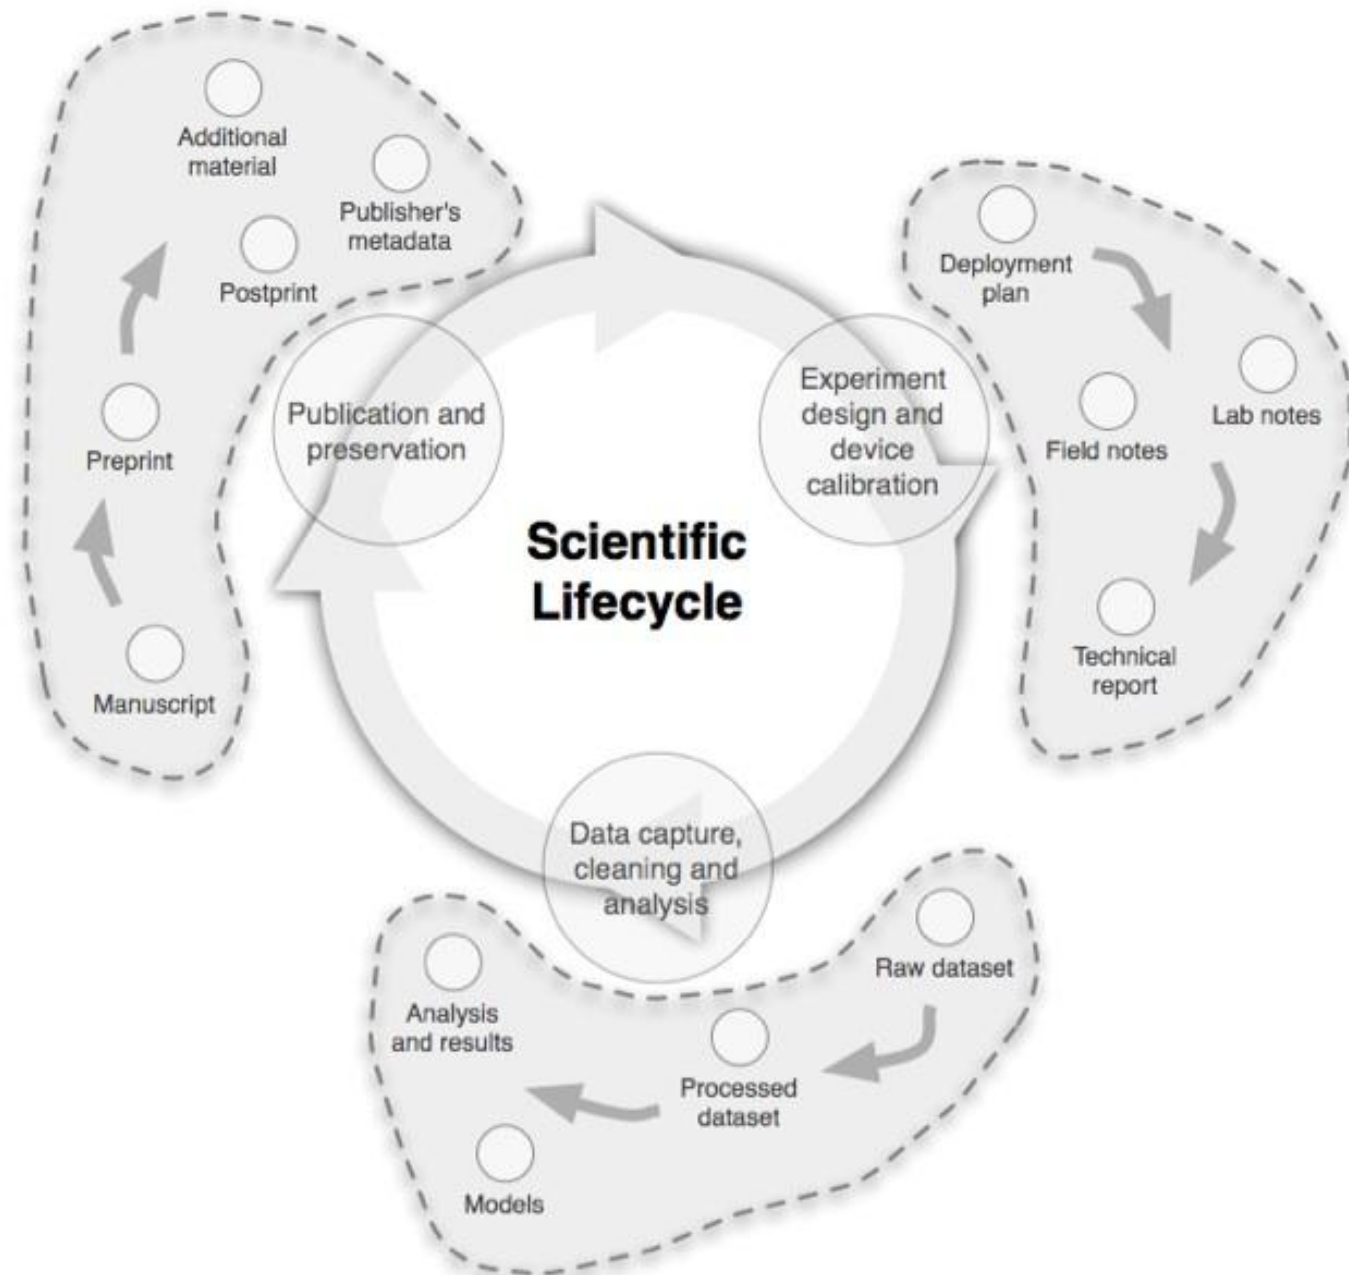 Additional
material
Publisher's
metadata
Postprint
Preprint
Manuscript
Publication and
preservation
Scientific
Lifecycle
Experiment
design and
device
calibration
Deployment
plan
Lab notes
Field notes
Technical
report
Data capture,
cleaning and
analysis
Raw dataset
Processed
dataset
Analysis
and results
Models